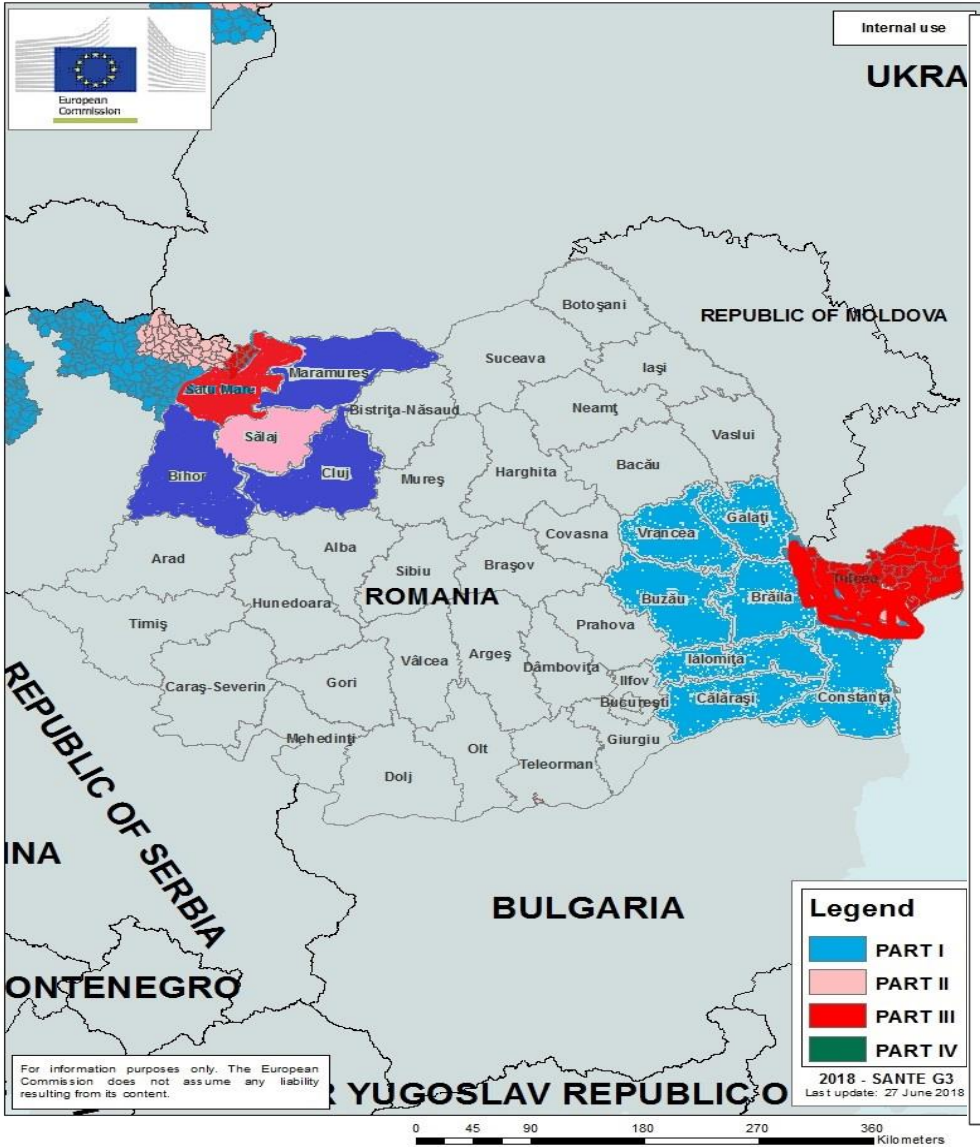 European
Commission
Internal use
UKRA
Botoşani
REPUBLIC OF MOLDOVA
Suceava
Iaşi
Maramureş
Satu Mare
Bistriţa-Năsaud
Neamţ
Sălaj
Vaslui
Bihor
Cluj
Mureş
Harghita
Bacău
Galaţi
Vrancea
Covasna
Arad
Alba
Sibiu
Braşov
Tulcea
ROMANIA
Buzău
Brăila
Hunedoara
Timiş
Prahova
Vâlcea
Argeş
Dâmboviţa
Ialomiţa
Ilfov
Caraş-Severin
Gorj
Bucureşti
Călăraşi
Constanţa
Mehedinţi
Olt
Giurgiu
Dolj
Teleorman
REPUBLIC OF SERBIA
INA
BULGARIA
ONTENEGRO
Legend
PART I
PART II
PART III
PART IV
2018 - SANTE G3
Last update: 27 June 2018
For information purposes only. The European
Commission does not assume any liability
resulting from its content.
R YUGOSLAV REPUBLIC O
0 45 90 180 270 360
Kilometers